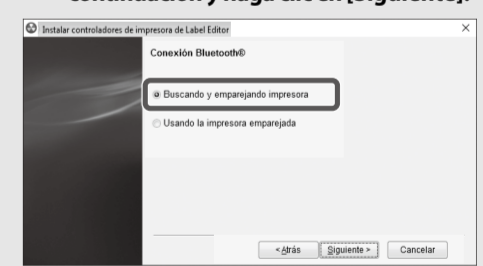 continuación y haga clic en [Siguiente].
Instalar controladores de impresora de Label Editor
Conexión Bluetooth®
Buscando y emparejando impresora
Usando la impresora emparejada
< Atrás Siguiente > Cancelar